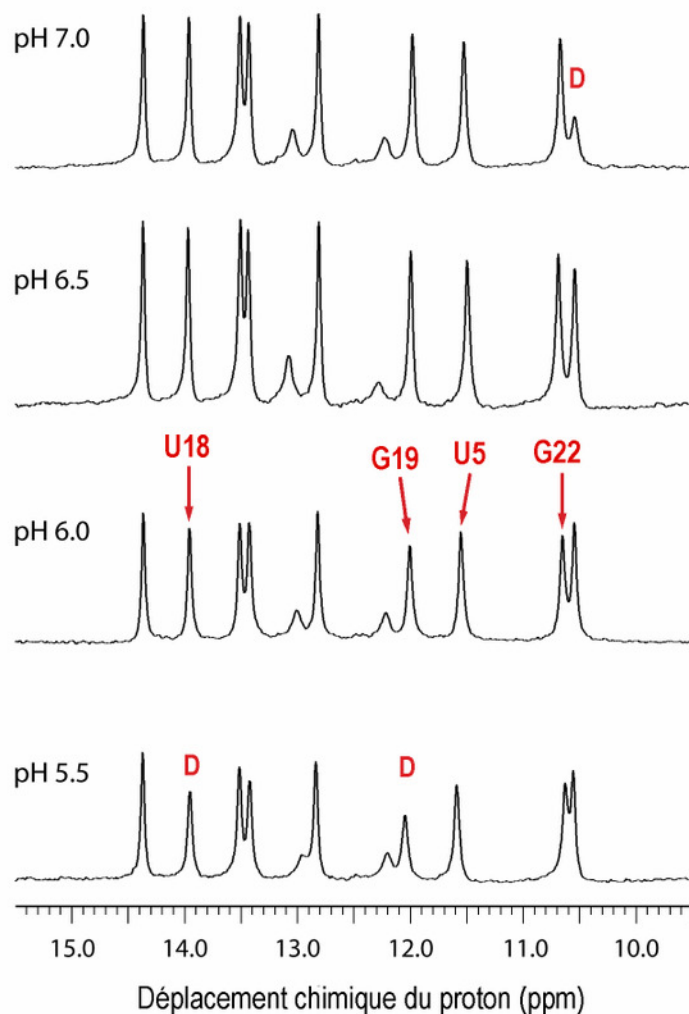 pH 7.0
D
pH 6.5
U18
G19
U5
G22
pH 6.0
D
D
pH 5.5
15.0 14.0 13.0 12.0 11.0 10.0
Déplacement chimique du proton (ppm)